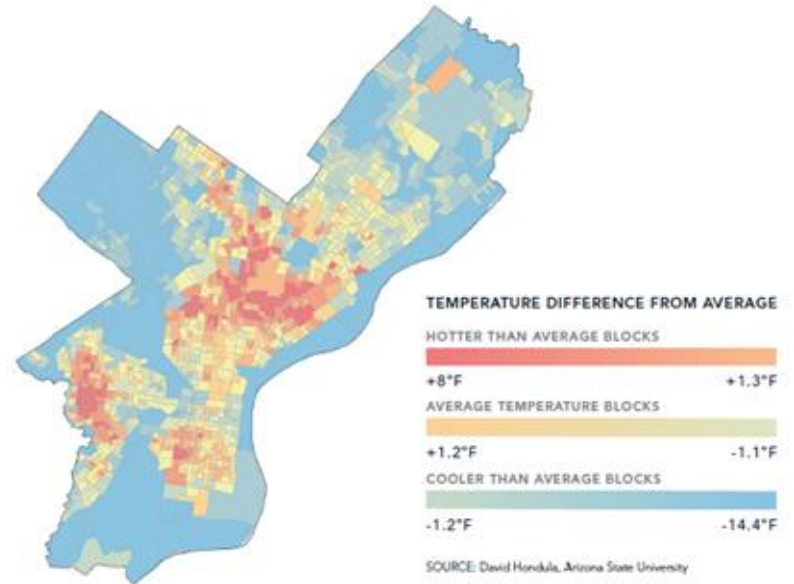 TEMPERATURE DIFFERENCE FROM AVERAGE
HOTTER THAN AVERAGE BLOCKS
+8°F +1.3°F
AVERAGE TEMPERATURE BLOCKS
+1.2°F -1.1°F
COOLER THAN AVERAGE BLOCKS
-1.2°F -14.4°F
SOURCE: David Hondula, Arizona State University